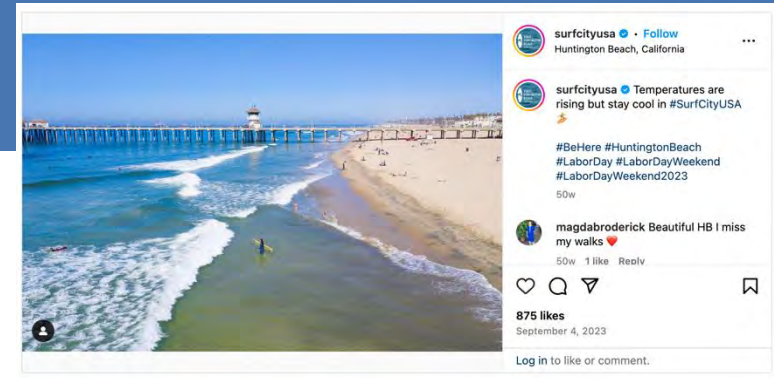 surfcityusa • Follow
Huntington Beach, California
surfcityusa Temperatures are
rising but stay cool in #SurfCityUSA
#BeHere #HuntingtonBeach
#LaborDay #LaborDayWeekend
#LaborDayWeekend2023
50w
magdabroderick Beautiful HB I miss
my walks ❤️
50w 1 like Reply
875 likes
September 4, 2023
Log in to like or comment.